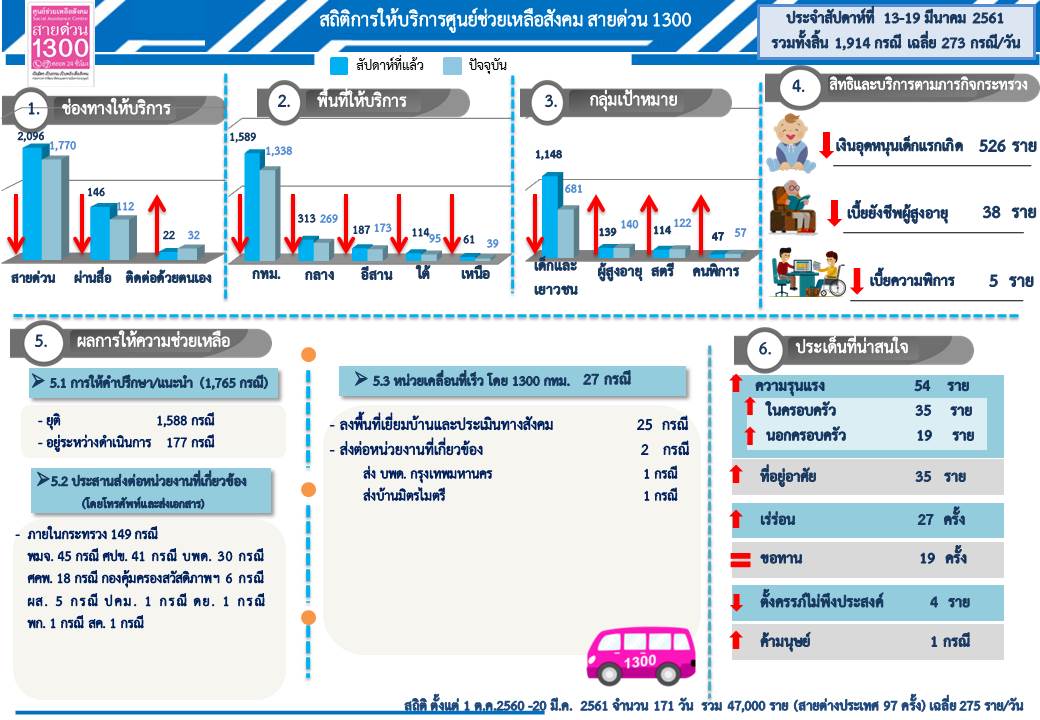 ศูนย์ช่วยเหลือสังคม
Social Assistance Center
สายด่วน
1300
ตลอด 24 ชั่วโมง
สถิติการให้บริการศูนย์ช่วยเหลือสังคม สายด่วน 1300
ประจำสัปดาห์ที่ 13-19 มีนาคม 2561
รวมทั้งสิ้น 1,914 กรณี เฉลี่ย 273 กรณี/วัน
สัปดาห์ที่แล้ว ปัจจุบัน
1. ช่องทางให้บริการ
2,096 1,770
146 112
22 32
สายด่วน ผ่านสื่อ ติดต่อด้วยตนเอง
2. พื้นที่ให้บริการ
1,589 1,338
313 269
187 173
114 95
61 39
กทม. กลาง อีสาน ใต้ เหนือ
3. กลุ่มเป้าหมาย
1,148 681
139 140
114 122
47 57
เด็กและเยาวชน ผู้สูงอายุ สตรี คนพิการ
4. สิทธิและบริการตามภารกิจกระทรวง
เงินอุดหนุนเด็กแรกเกิด 526 ราย
เบี้ยยังชีพผู้สูงอายุ 38 ราย
เบี้ยความพิการ 5 ราย
5. ผลการให้ความช่วยเหลือ
5.1 การให้คำปรึกษา/แนะนำ (1,765 กรณี)
- ยุติ 1,588 กรณี
- อยู่ระหว่างดำเนินการ 177 กรณี
5.2 ประสานส่งต่อหน่วยงานที่เกี่ยวข้อง
(โดยโทรศัพท์และส่งเอกสาร)
- ภายในกระทรวง 149 กรณี
พมจ. 45 กรณี ศปข. 41 กรณี บพด. 30 กรณี
ศคพ. 18 กรณี กองคุ้มครองสวัสดิภาพฯ 6 กรณี
ผส. 5 กรณี ปคม. 1 กรณี ดย. 1 กรณี
พก. 1 กรณี สค. 1 กรณี
5.3 หน่วยเคลื่อนที่เร็ว โดย 1300 กทม. 27 กรณี
- ลงพื้นที่เยี่ยมบ้านและประเมินทางสังคม 25 กรณี
- ส่งต่อหน่วยงานที่เกี่ยวข้อง 2 กรณี
ส่ง บพด. กรุงเทพมหานคร 1 กรณี
ส่งบ้านมิตรไมตรี 1 กรณี
1300
6. ประเด็นที่น่าสนใจ
ความรุนแรง 54 ราย
ในครอบครัว 35 ราย
นอกครอบครัว 19 ราย
ที่อยู่อาศัย 35 ราย
เร่ร่อน 27 ครั้ง
ขอทาน 19 ครั้ง
ตั้งครรภ์ไม่พึงประสงค์ 4 ราย
ค้ามนุษย์ 1 กรณี
สถิติ ตั้งแต่ 1 ต.ค.2560 -20 มี.ค. 2561 จำนวน 171 วัน รวม 47,000 ราย (สายต่างประเทศ 97 ครั้ง) เฉลี่ย 275 ราย/วัน